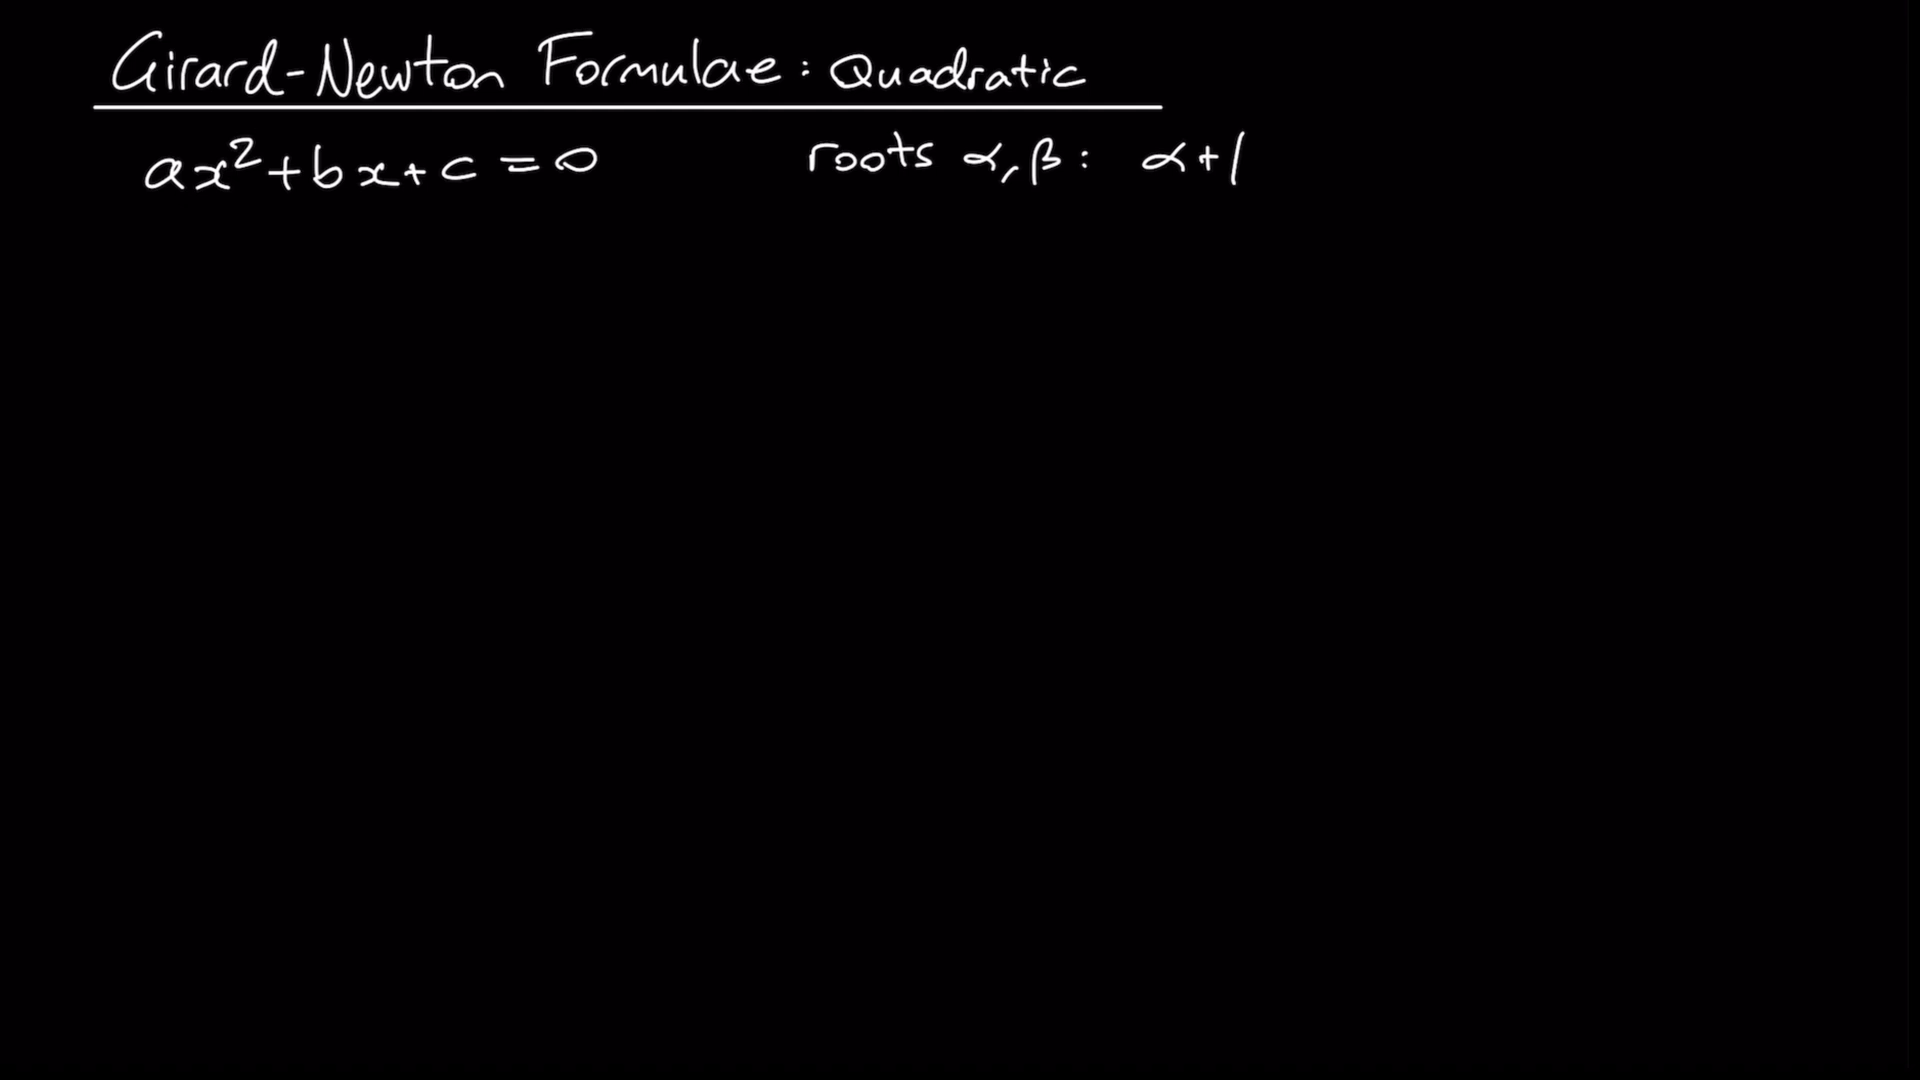 Girard-Newton Formulae: Quadratic
ax²+bx+c=0 roots α,β: α+